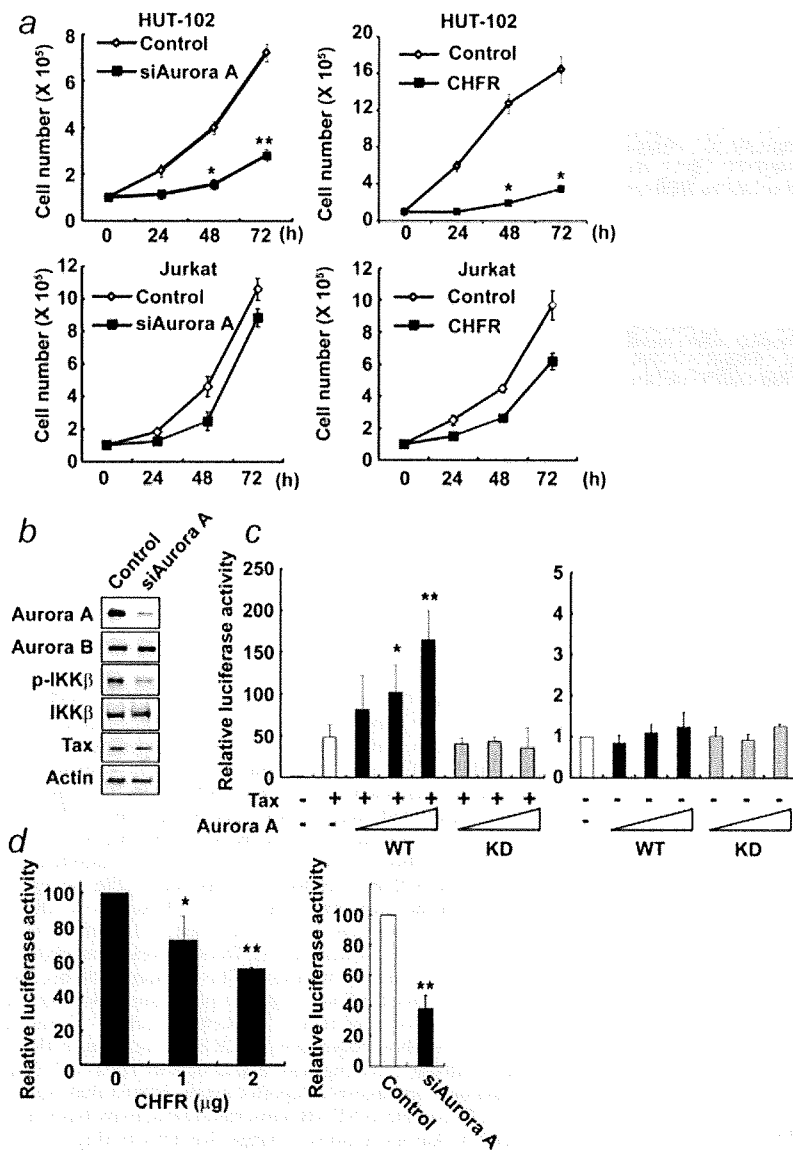 a
HUT-102
Cell number (X 10⁵)
8
6
4
2
0
Control
siAurora A
*
**
0 24 48 72 (h)
HUT-102
Cell number (X 10⁵)
20
16
12
8
4
0
Control
CHFR
*
*
0 24 48 72 (h)
Jurkat
Cell number (X 10⁵)
12
10
8
6
4
2
0
Control
siAurora A
0 24 48 72 (h)
Jurkat
Cell number (X 10⁵)
12
10
8
6
4
2
0
Control
CHFR
0 24 48 72 (h)
b
Control
siAurora A
Aurora A
Aurora B
p-IKKβ
IKKβ
Tax
Actin
c
Relative luciferase activity
250
200
150
100
50
0
*
**
Tax - + + + + + + +
Aurora A - -
WT
KD
5
4
3
2
1
0
- - - - - - -
-
WT
KD
d
Relative luciferase activity
100
80
60
40
20
0
*
**
0 1 2
CHFR (μg)
Relative luciferase activity
100
80
60
40
20
0
**
Control
siAurora A